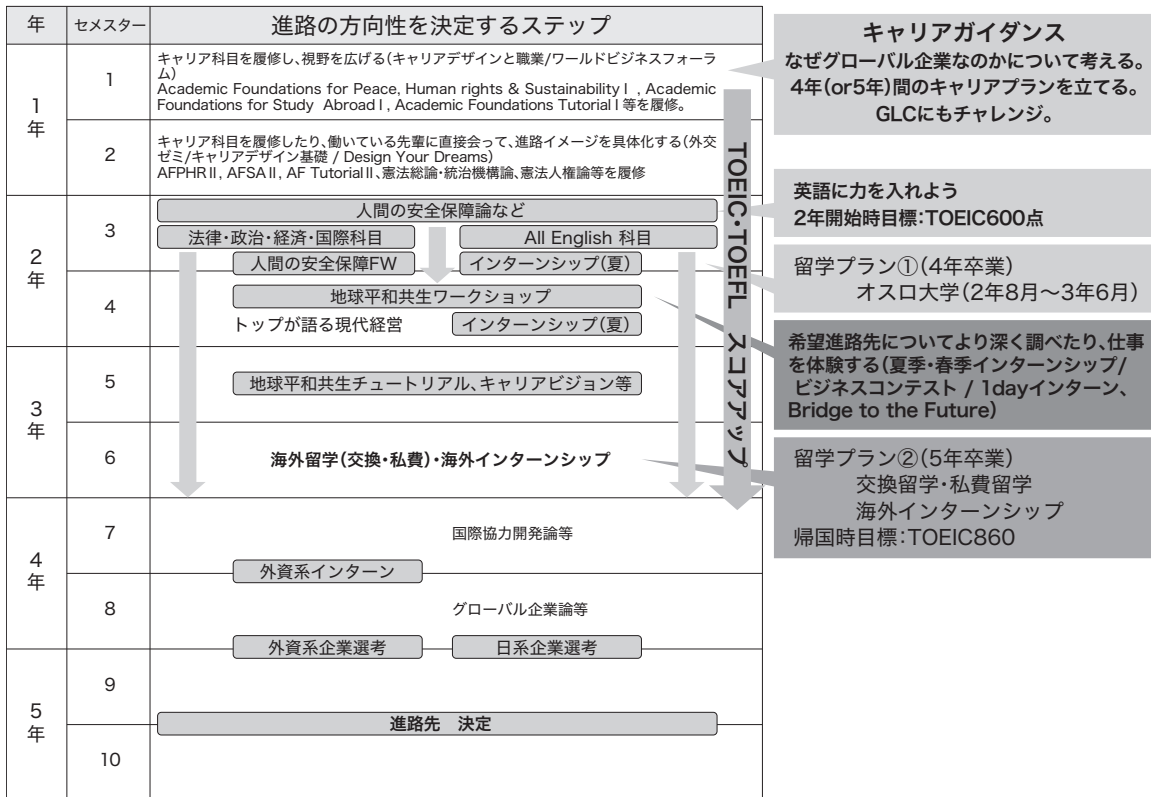 年 セメスター 進路の方向性を決定するステップ
1年
1
キャリア科目を履修し、視野を広げる(キャリアデザインと職業/ワールドビジネスフォーラ
ム)
Academic Foundations for Peace, Human rights & SustainabilityⅠ , Academic
Foundations for Study AbroadⅠ, Academic Foundations TutorialⅠ等を履修。
2
キャリア科目を履修したり、働いている先輩に直接会って、進路イメージを具体化する(外交
ゼミ/キャリアデザイン基礎 / Design Your Dreams)
AFPHRⅡ, AFSAⅡ, AF TutorialⅡ、憲法総論・統治機構論、憲法人権論等を履修
2年
3
人間の安全保障論など
法律・政治・経済・国際科目
All English 科目
人間の安全保障FW
インターンシップ(夏)
4
地球平和共生ワークショップ
トップが語る現代経営
インターンシップ(夏)
3年
5
地球平和共生チュートリアル、キャリアビジョン等
6
海外留学(交換・私費)・海外インターンシップ
4年
7
国際協力開発論等
外資系インターン
8
グローバル企業論等
外資系企業選考
日系企業選考
5年
9
進路先 決定
10
TOEIC・TOEFL スコアアップ
キャリアガイダンス
なぜグローバル企業なのかについて考える。
4年(or5年)間のキャリアプランを立てる。
GLCにもチャレンジ。
英語に力を入れよう
2年開始時目標:TOEIC600点
留学プラン①(4年卒業)
オスロ大学(2年8月〜3年6月)
希望進路先についてより深く調べたり、仕事
を体験する(夏季・春季インターンシップ/
ビジネスコンテスト / 1dayインターン、
Bridge to the Future)
留学プラン②(5年卒業)
交換留学・私費留学
海外インターンシップ
帰国時目標:TOEIC860